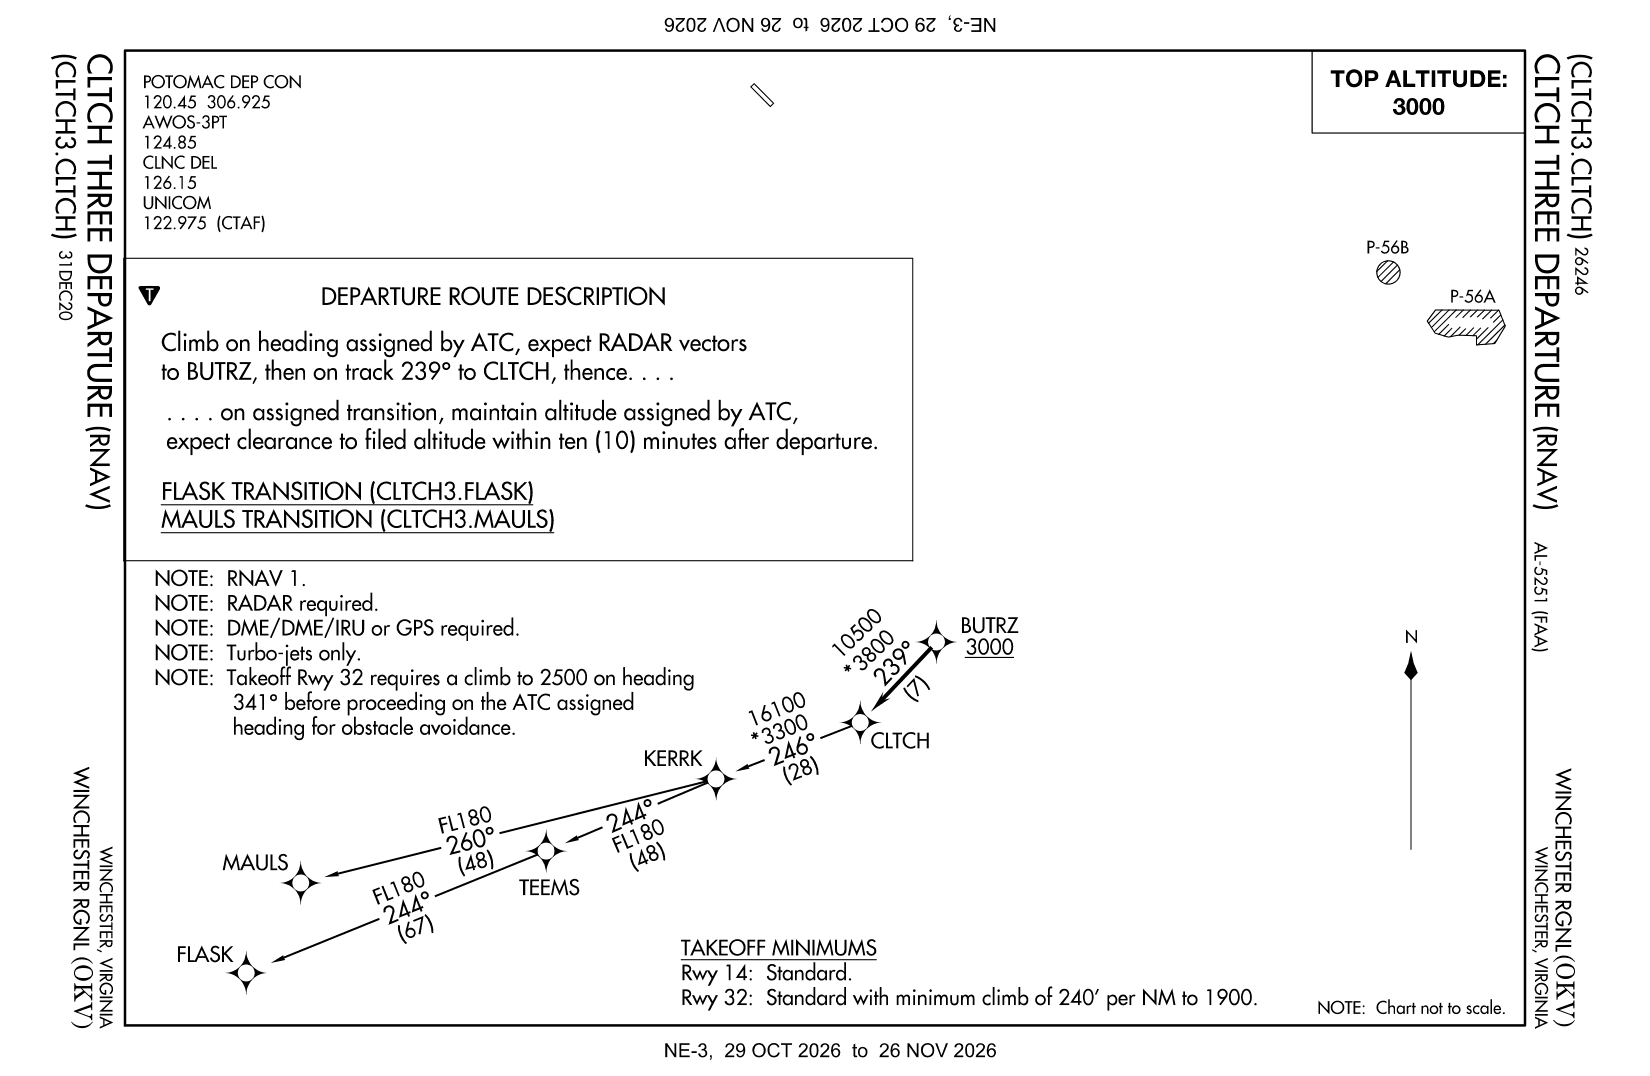 NE-3, 29 OCT 2026 to 26 NOV 2026
CLTCH THREE DEPARTURE (RNAV)
(CLTCH3.CLTCH) 31DEC20
WINCHESTER, VIRGINIA
WINCHESTER RGNL (OKV)
POTOMAC DEP CON
120.45 306.925
AWOS-3PT
124.85
CLNC DEL
126.15
UNICOM
122.975 (CTAF)
TOP ALTITUDE:
3000
P-56B
P-56A
T
DEPARTURE ROUTE DESCRIPTION
Climb on heading assigned by ATC, expect RADAR vectors
to BUTRZ, then on track 239° to CLTCH, thence. . . .
. . . . on assigned transition, maintain altitude assigned by ATC,
expect clearance to filed altitude within ten (10) minutes after departure.
FLASK TRANSITION (CLTCH3.FLASK)
MAULS TRANSITION (CLTCH3.MAULS)
NOTE: RNAV 1.
NOTE: RADAR required.
NOTE: DME/DME/IRU or GPS required.
NOTE: Turbo-jets only.
NOTE: Takeoff Rwy 32 requires a climb to 2500 on heading
341° before proceeding on the ATC assigned
heading for obstacle avoidance.
BUTRZ
3000
10500
*3800
239°
(7)
CLTCH
16100
*3300
246°
(28)
KERRK
FL180
260°
(48)
244°
FL180
(48)
MAULS
TEEMS
FL180
244°
(67)
FLASK
N
TAKEOFF MINIMUMS
Rwy 14: Standard.
Rwy 32: Standard with minimum climb of 240′ per NM to 1900.
NOTE: Chart not to scale.
(CLTCH3.CLTCH) 26246
CLTCH THREE DEPARTURE (RNAV)
AL-5251 (FAA)
WINCHESTER RGNL (OKV)
WINCHESTER, VIRGINIA
NE-3, 29 OCT 2026 to 26 NOV 2026